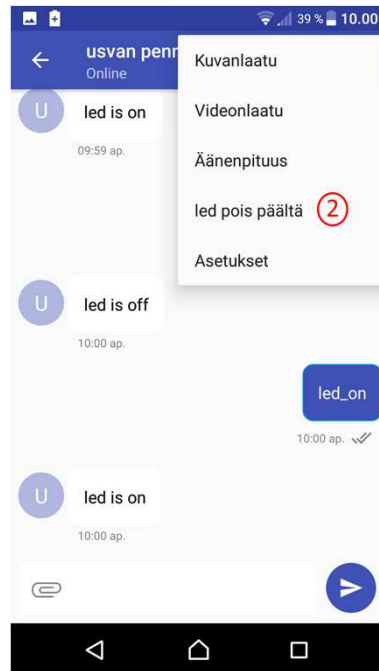 39 % 10.00
usvan penn
Online
Kuvanlaatu
Videonlaatu
Äänenpituus
led pois päältä 2
Asetukset
U
led is on
09:59 ap.
U
led is off
10:00 ap.
led_on
10:00 ap.
U
led is on
10:00 ap.